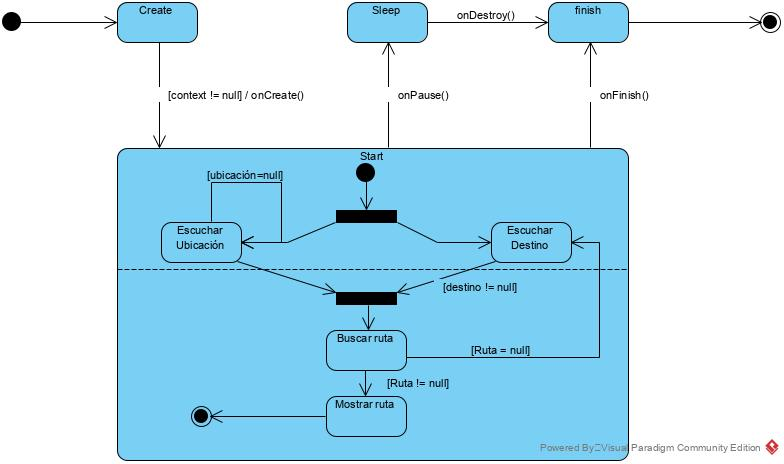 Create
Sleep
finish
onDestroy()
[context != null] / onCreate()
onPause()
onFinish()
Start
[ubicación=null]
Escuchar
Ubicación
Escuchar
Destino
[destino != null]
Buscar ruta
[Ruta = null]
[Ruta != null]
Mostrar ruta
Powered By Visual Paradigm Community Edition